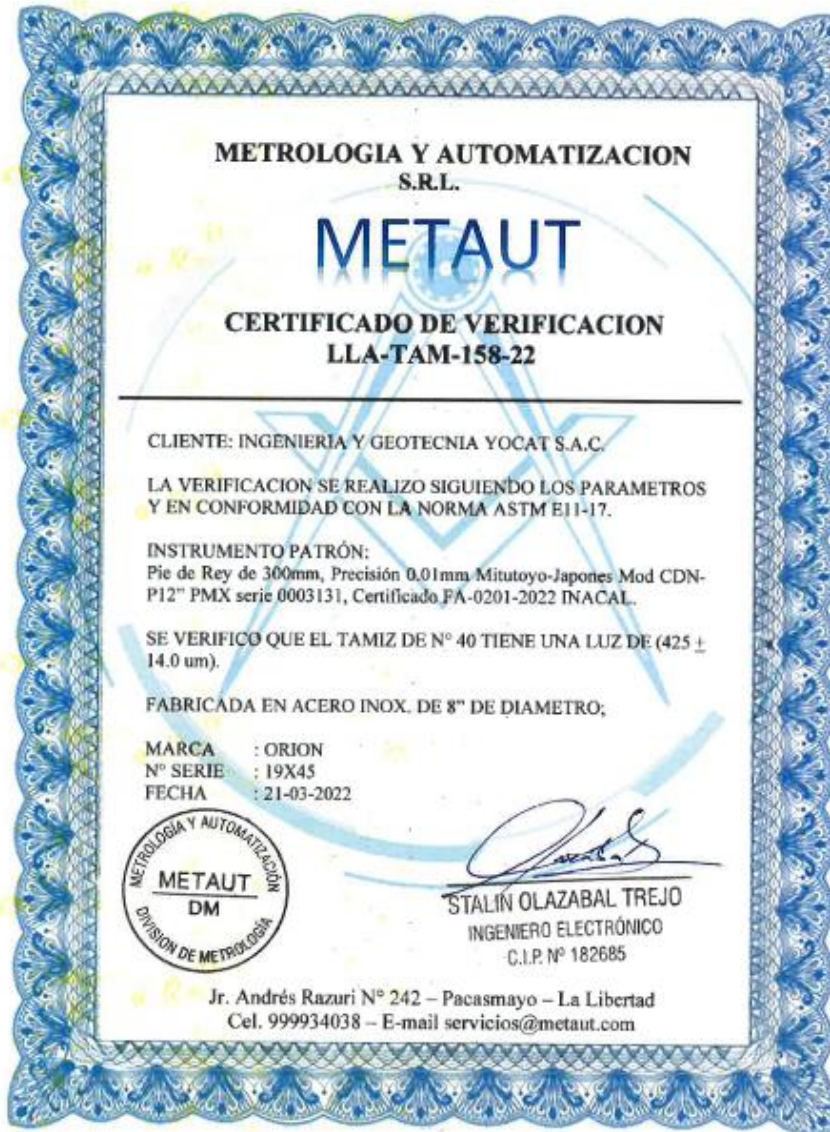 METROLOGIA Y AUTOMATIZACION
S.R.L.
METAUT
CERTIFICADO DE VERIFICACION
LLA-TAM-158-22
CLIENTE: INGENIERIA Y GEOTECNIA YOCAT S.A.C.
LA VERIFICACION SE REALIZO SIGUIENDO LOS PARAMETROS
Y EN CONFORMIDAD CON LA NORMA ASTM E11-17.
INSTRUMENTO PATRÓN:
Pie de Rey de 300mm, Precisión 0.01mm Mitutoyo-Japones Mod CDN-
P12” PMX serie 0003131, Certificado FA-0201-2022 INACAL.
SE VERIFICO QUE EL TAMIZ DE N° 40 TIENE UNA LUZ DE (425 ±
14.0 um).
FABRICADA EN ACERO INOX. DE 8” DE DIAMETRO;
MARCA : ORION
N° SERIE : 19X45
FECHA : 21-03-2022
METROLOGÍA Y AUTOMATIZACIÓN
METAUT
DM
DIVISION DE METROLOGÍA
STALIN OLAZABAL TREJO
INGENIERO ELECTRÓNICO
C.I.P. Nº 182685
Jr. Andrés Razuri N° 242 – Pacasmayo – La Libertad
Cel. 999934038 – E-mail servicios@metaut.com